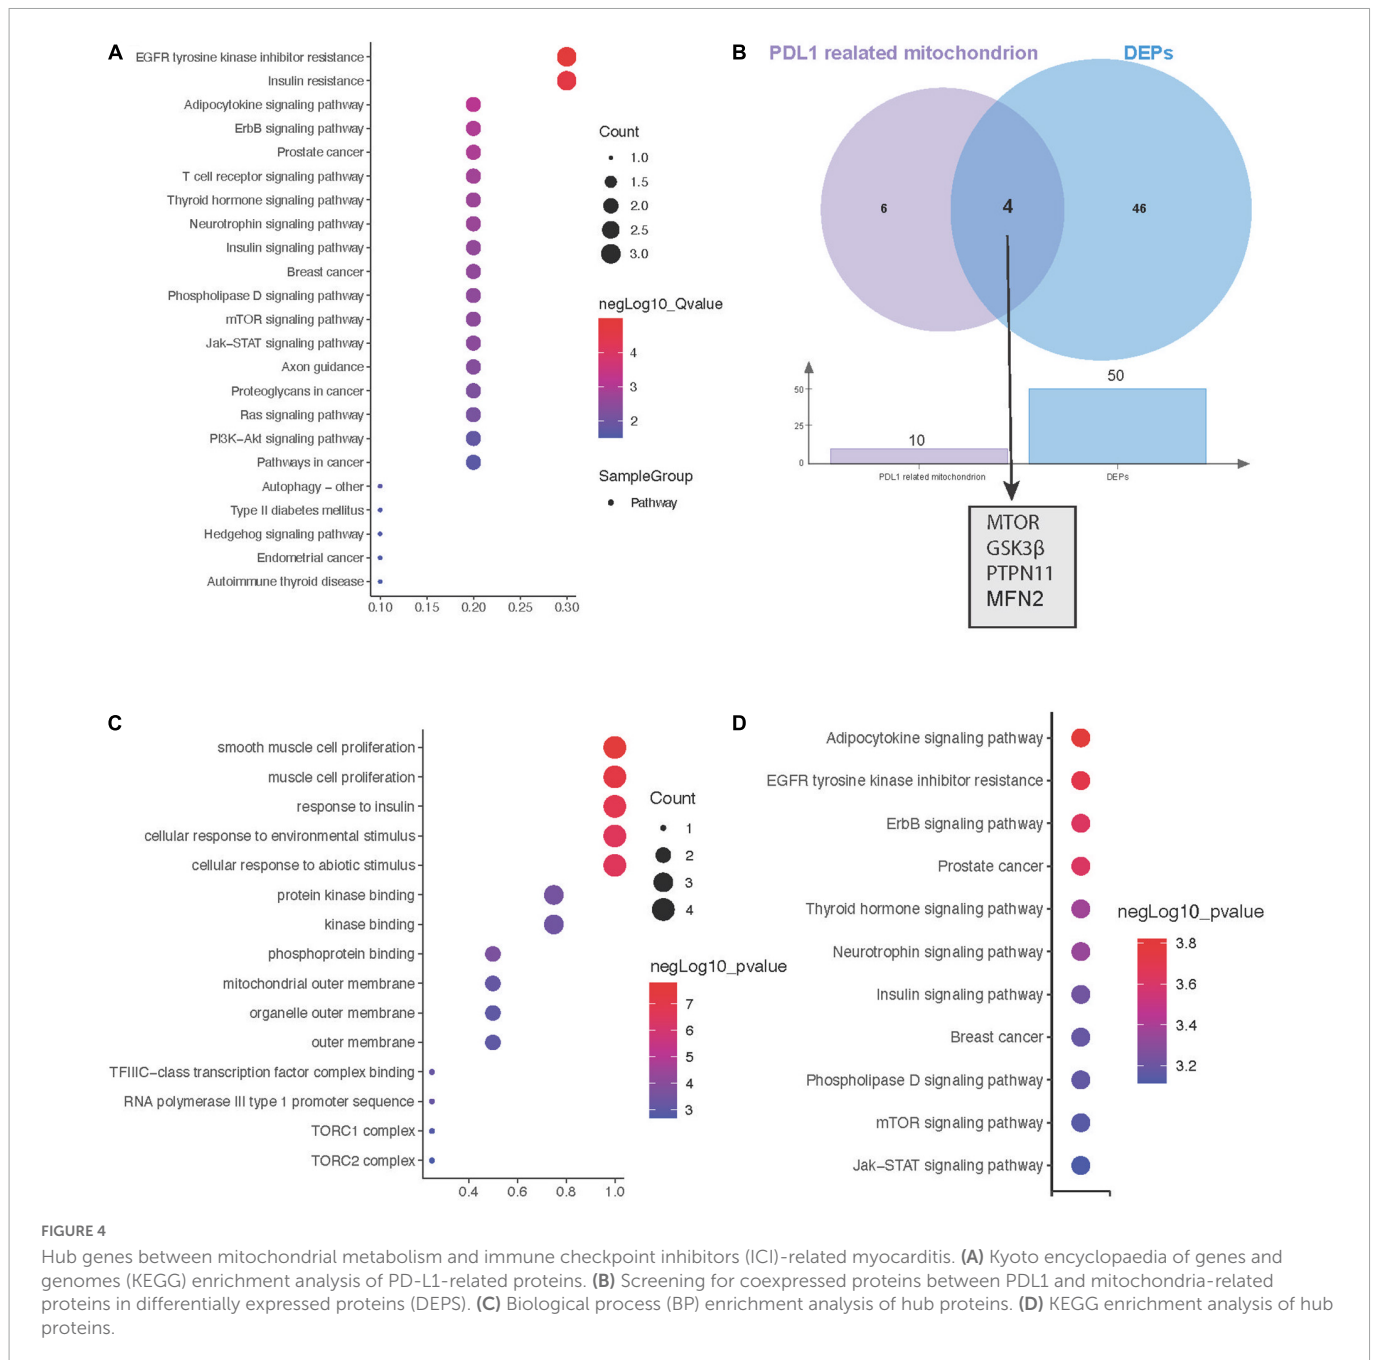 A
EGFR tyrosine kinase inhibitor resistance
Insulin resistance
Adipocytokine signaling pathway
ErbB signaling pathway
Prostate cancer
T cell receptor signaling pathway
Thyroid hormone signaling pathway
Neurotrophin signaling pathway
Insulin signaling pathway
Breast cancer
Phospholipase D signaling pathway
mTOR signaling pathway
Jak−STAT signaling pathway
Axon guidance
Proteoglycans in cancer
Ras signaling pathway
PI3K−Akt signaling pathway
Pathways in cancer
Autophagy − other
Type II diabetes mellitus
Hedgehog signaling pathway
Endometrial cancer
Autoimmune thyroid disease
0.10 0.15 0.20 0.25 0.30
Count
1.0
1.5
2.0
2.5
3.0
negLog10_Qvalue
4
3
2
SampleGroup
Pathway
B
PDL1 realated mitochondrion
DEPs
6
4
46
50
25
0
10
50
PDL1 related mitochondrion
DEPs
MTOR
GSK3β
PTPN11
MFN2
C
smooth muscle cell proliferation
muscle cell proliferation
response to insulin
cellular response to environmental stimulus
cellular response to abiotic stimulus
protein kinase binding
kinase binding
phosphoprotein binding
mitochondrial outer membrane
organelle outer membrane
outer membrane
TFIIIC−class transcription factor complex binding
RNA polymerase III type 1 promoter sequence
TORC1 complex
TORC2 complex
0.4 0.6 0.8 1.0
Count
1
2
3
4
negLog10_pvalue
7
6
5
4
3
D
Adipocytokine signaling pathway
EGFR tyrosine kinase inhibitor resistance
ErbB signaling pathway
Prostate cancer
Thyroid hormone signaling pathway
Neurotrophin signaling pathway
Insulin signaling pathway
Breast cancer
Phospholipase D signaling pathway
mTOR signaling pathway
Jak−STAT signaling pathway
negLog10_pvalue
3.8
3.6
3.4
3.2
FIGURE 4
Hub genes between mitochondrial metabolism and immune checkpoint inhibitors (ICI)-related myocarditis. (A) Kyoto encyclopaedia of genes and
genomes (KEGG) enrichment analysis of PD-L1-related proteins. (B) Screening for coexpressed proteins between PDL1 and mitochondria-related
proteins in differentially expressed proteins (DEPS). (C) Biological process (BP) enrichment analysis of hub proteins. (D) KEGG enrichment analysis of hub
proteins.